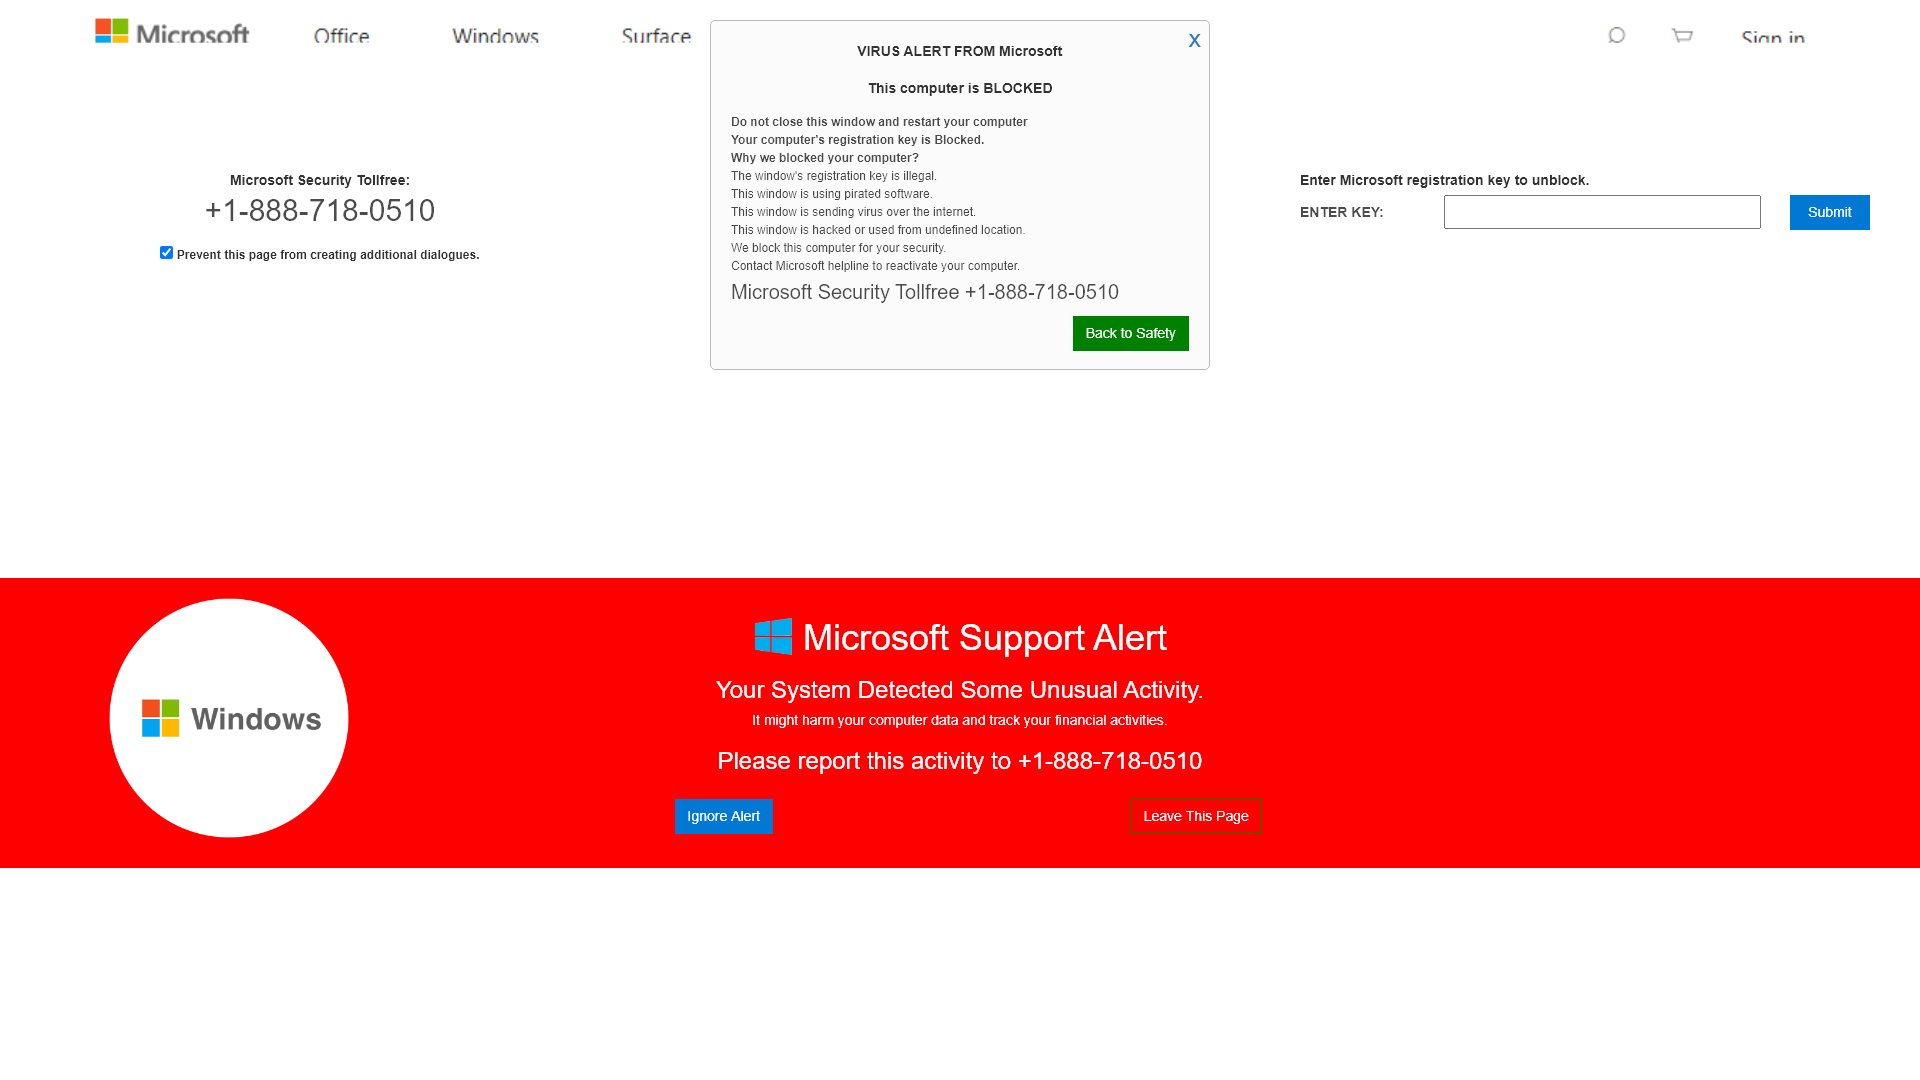 Microsoft Office Windows Surface Sign in
X
VIRUS ALERT FROM Microsoft
This computer is BLOCKED
Do not close this window and restart your computer
Your computer's registration key is Blocked.
Why we blocked your computer?
The window's registration key is illegal.
This window is using pirated software.
This window is sending virus over the internet.
This window is hacked or used from undefined location.
We block this computer for your security.
Contact Microsoft helpline to reactivate your computer.
Microsoft Security Tollfree +1-888-718-0510
Back to Safety
Microsoft Security Tollfree:
+1-888-718-0510
Prevent this page from creating additional dialogues.
Enter Microsoft registration key to unblock.
ENTER KEY:
Submit
Windows
Microsoft Support Alert
Your System Detected Some Unusual Activity.
It might harm your computer data and track your financial activities.
Please report this activity to +1-888-718-0510
Ignore Alert
Leave This Page